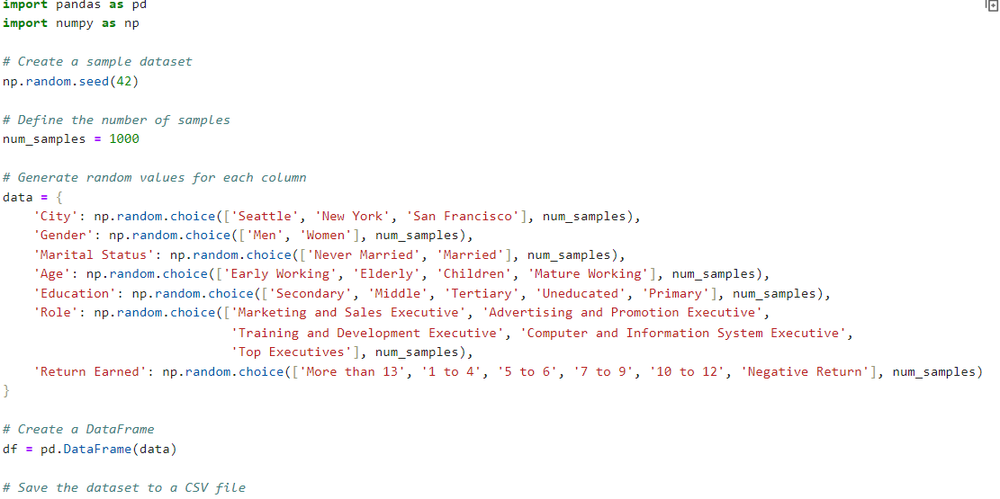 import pandas as pd
import numpy as np
# Create a sample dataset
np.random.seed(42)
# Define the number of samples
num_samples = 1000
# Generate random values for each column
data = {
    'City': np.random.choice(['Seattle', 'New York', 'San Francisco'], num_samples),
    'Gender': np.random.choice(['Men', 'Women'], num_samples),
    'Marital Status': np.random.choice(['Never Married', 'Married'], num_samples),
    'Age': np.random.choice(['Early Working', 'Elderly', 'Children', 'Mature Working'], num_samples),
    'Education': np.random.choice(['Secondary', 'Middle', 'Tertiary', 'Uneducated', 'Primary'], num_samples),
    'Role': np.random.choice(['Marketing and Sales Executive', 'Advertising and Promotion Executive',
                              'Training and Development Executive', 'Computer and Information System Executive',
                              'Top Executives'], num_samples),
    'Return Earned': np.random.choice(['More than 13', '1 to 4', '5 to 6', '7 to 9', '10 to 12', 'Negative Return'], num_samples)
}
# Create a DataFrame
df = pd.DataFrame(data)
# Save the dataset to a CSV file